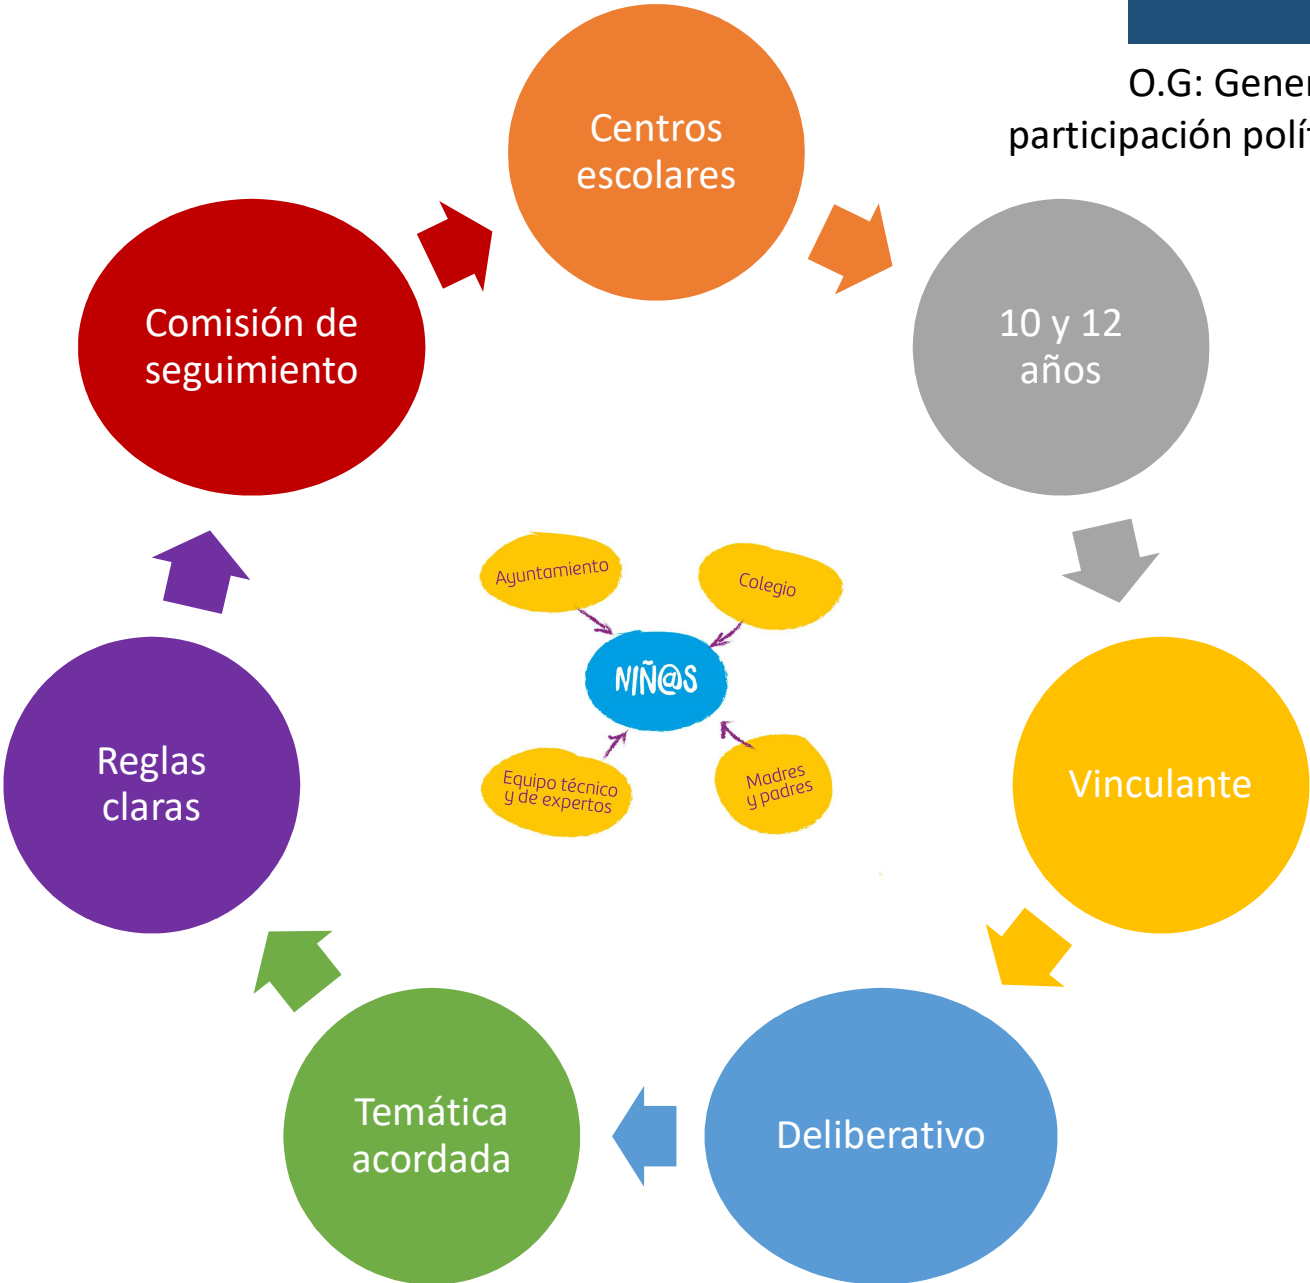 O.G: Gener
participación polít
Centros
escolares
10 y 12
años
Vinculante
Deliberativo
Temática
acordada
Reglas
claras
Comisión de
seguimiento
Ayuntamiento
Colegio
NIÑ@S
Equipo técnico
y de expertos
Madres
y padres